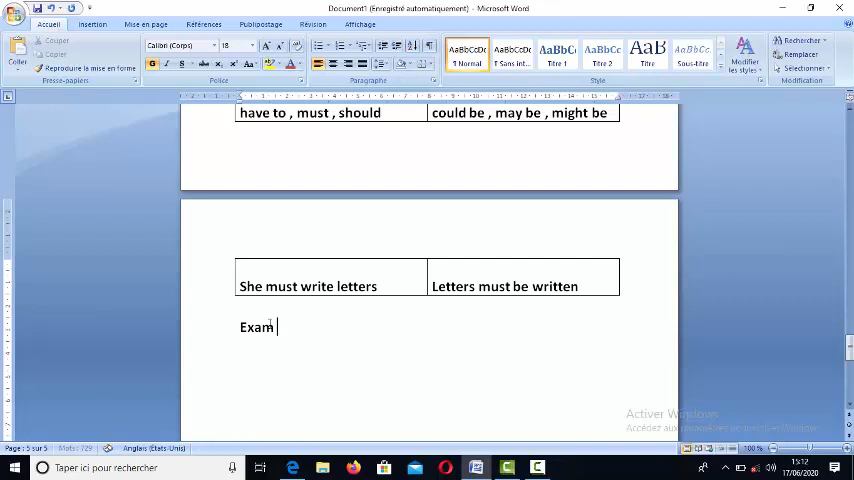 Document1 (Enregistré automatiquement) - Microsoft Word
Accueil Insertion Mise en page Références Publipostage Révision Affichage
Coller
Couper
Copier
Reproduire la mise en forme
Presse-papiers
Calibri (Corps) 18
Police
Paragraphe
AaBbCcDc AaBbCcDc AaBbC AaBbCc AaB AaBbCc
¶ Normal ¶ Sans int... Titre 1 Titre 2 Titre Sous-titre
Style
Modifier les styles
Rechercher
Remplacer
Sélectionner
Modification
have to , must , should could be , may be , might be
She must write letters Letters must be written
Exam
Activer Windows
Accédez aux paramètres
Page : 5 sur 5 Mots : 729 Anglais (États-Unis) 100 %
Taper ici pour rechercher
15:12
17/06/2020